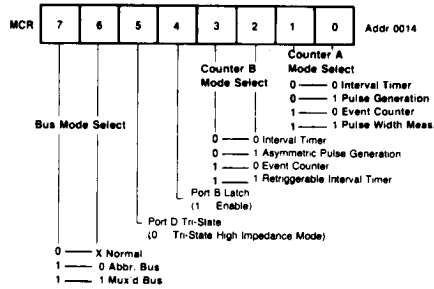 MCR 7 6 5 4 3 2 1 0 Addr 0014
Counter A
Mode Select
0 0 Interval Timer
0 1 Pulse Generation
1 0 Event Counter
1 1 Pulse Width Meas.
Counter B
Mode Select
0 0 Interval Timer
0 1 Asymmetric Pulse Generation
1 0 Event Counter
1 1 Retriggerable Interval Timer
Port B Latch
(1 Enable)
Port D Tri-State
(0 Tri-State High Impedance Mode)
Bus Mode Select
0 X Normal
1 0 Abbr. Bus
1 1 Mux'd Bus